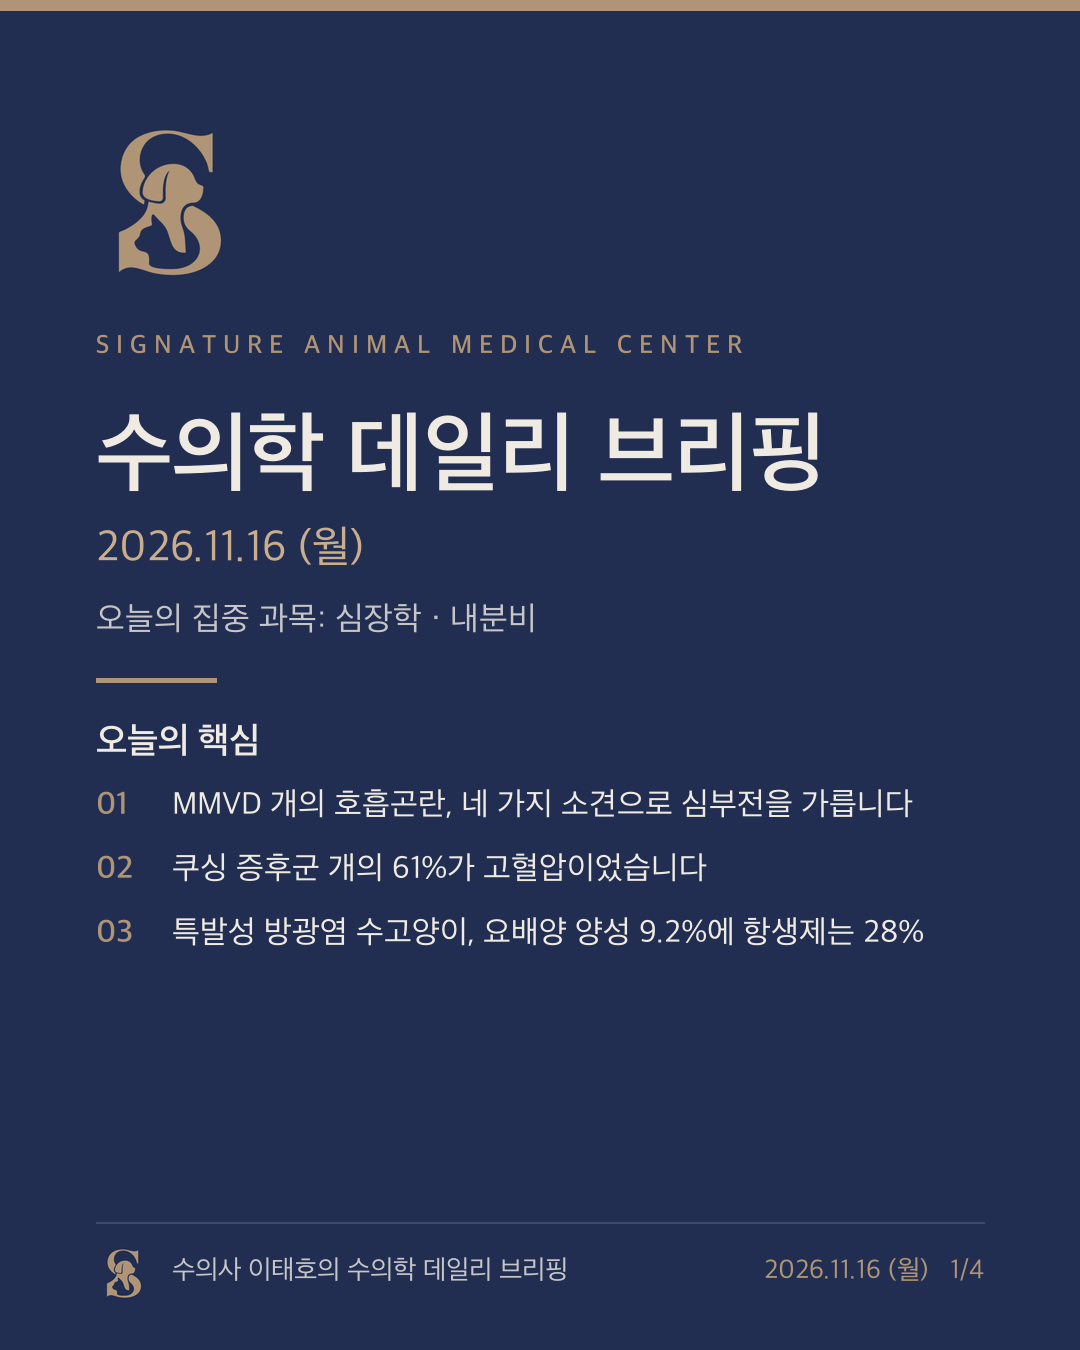 SIGNATURE ANIMAL MEDICAL CENTER
수의학 데일리 브리핑
2026.11.16 (월)
오늘의 집중 과목: 심장학 · 내분비
오늘의 핵심
01 MMVD 개의 호흡곤란, 네 가지 소견으로 심부전을 가릅니다
02 쿠싱 증후군 개의 61%가 고혈압이었습니다
03 특발성 방광염 수고양이, 요배양 양성 9.2%에 항생제는 28%
수의사 이태호의 수의학 데일리 브리핑 2026.11.16 (월) 1/4